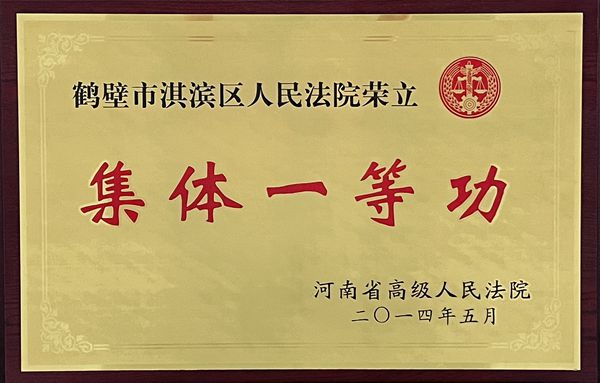 鹤壁市淇滨区人民法院荣立
集体一等功
河南省高级人民法院
二〇一四年五月